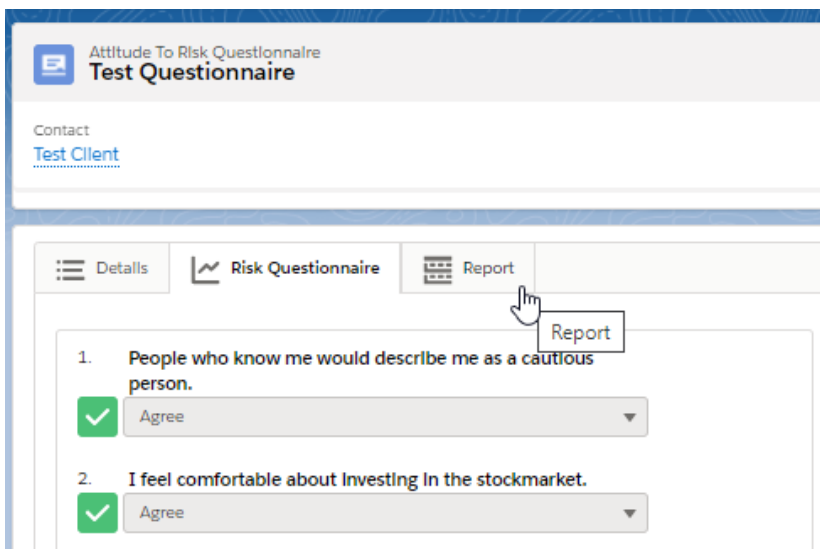 Attitude To Risk Questionnaire
Test Questionnaire
Contact
Test Client
Details
Risk Questionnaire
Report
Report
1. People who know me would describe me as a cautious
person.
Agree
2. I feel comfortable about investing in the stockmarket.
Agree